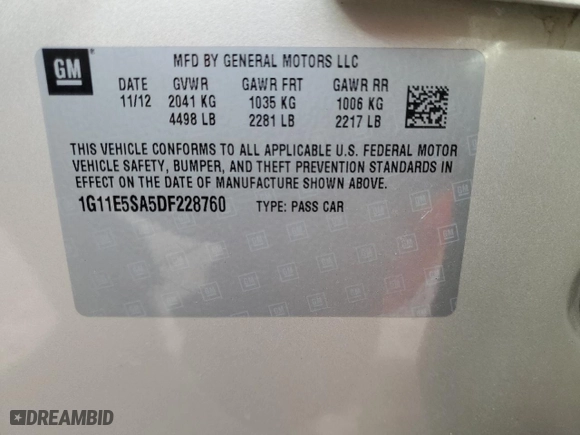 GM
MFD BY GENERAL MOTORS LLC
DATE GVWR GAWR FRT GAWR RR
11/12 2041 KG 1035 KG 1006 KG
4498 LB 2281 LB 2217 LB
THIS VEHICLE CONFORMS TO ALL APPLICABLE U.S. FEDERAL MOTOR
VEHICLE SAFETY, BUMPER, AND THEFT PREVENTION STANDARDS IN
EFFECT ON THE DATE OF MANUFACTURE SHOWN ABOVE.
1G11E5SA5DF228760 TYPE: PASS CAR
DREAMBID